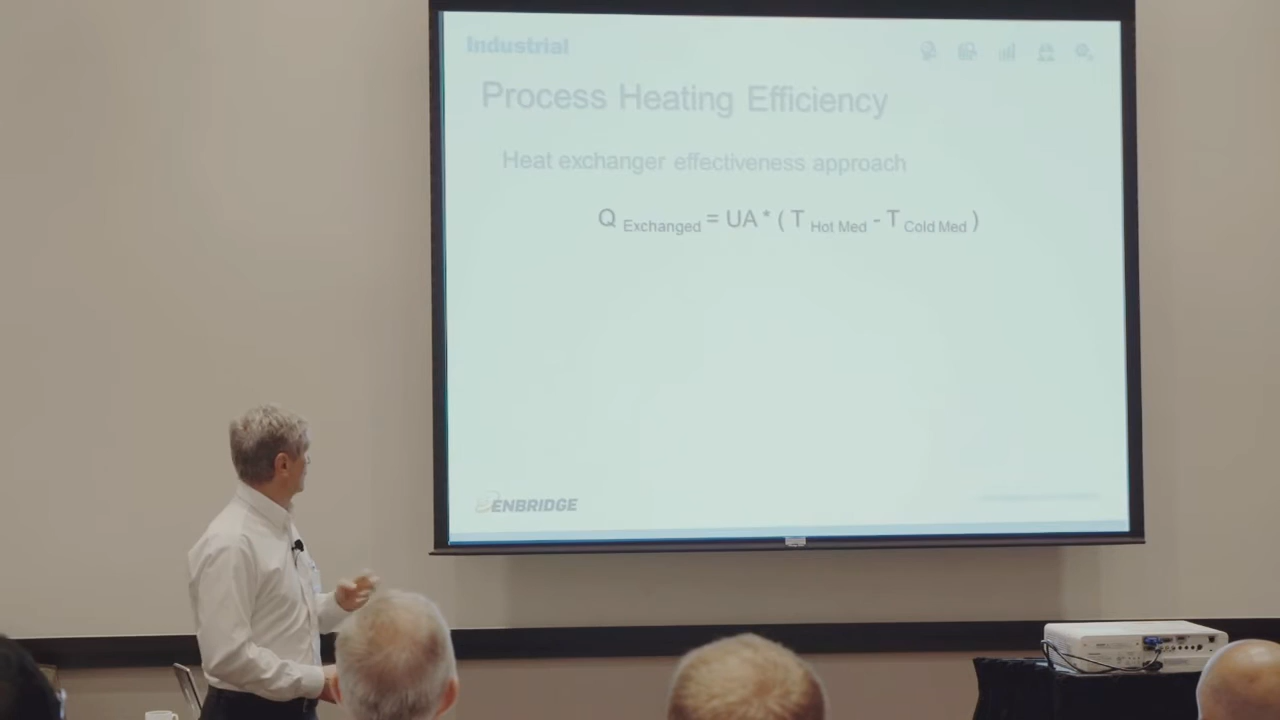 Industrial
Process Heating Efficiency
Heat exchanger effectiveness approach
Q Exchanged = UA * ( T Hot Med - T Cold Med )
ENBRIDGE